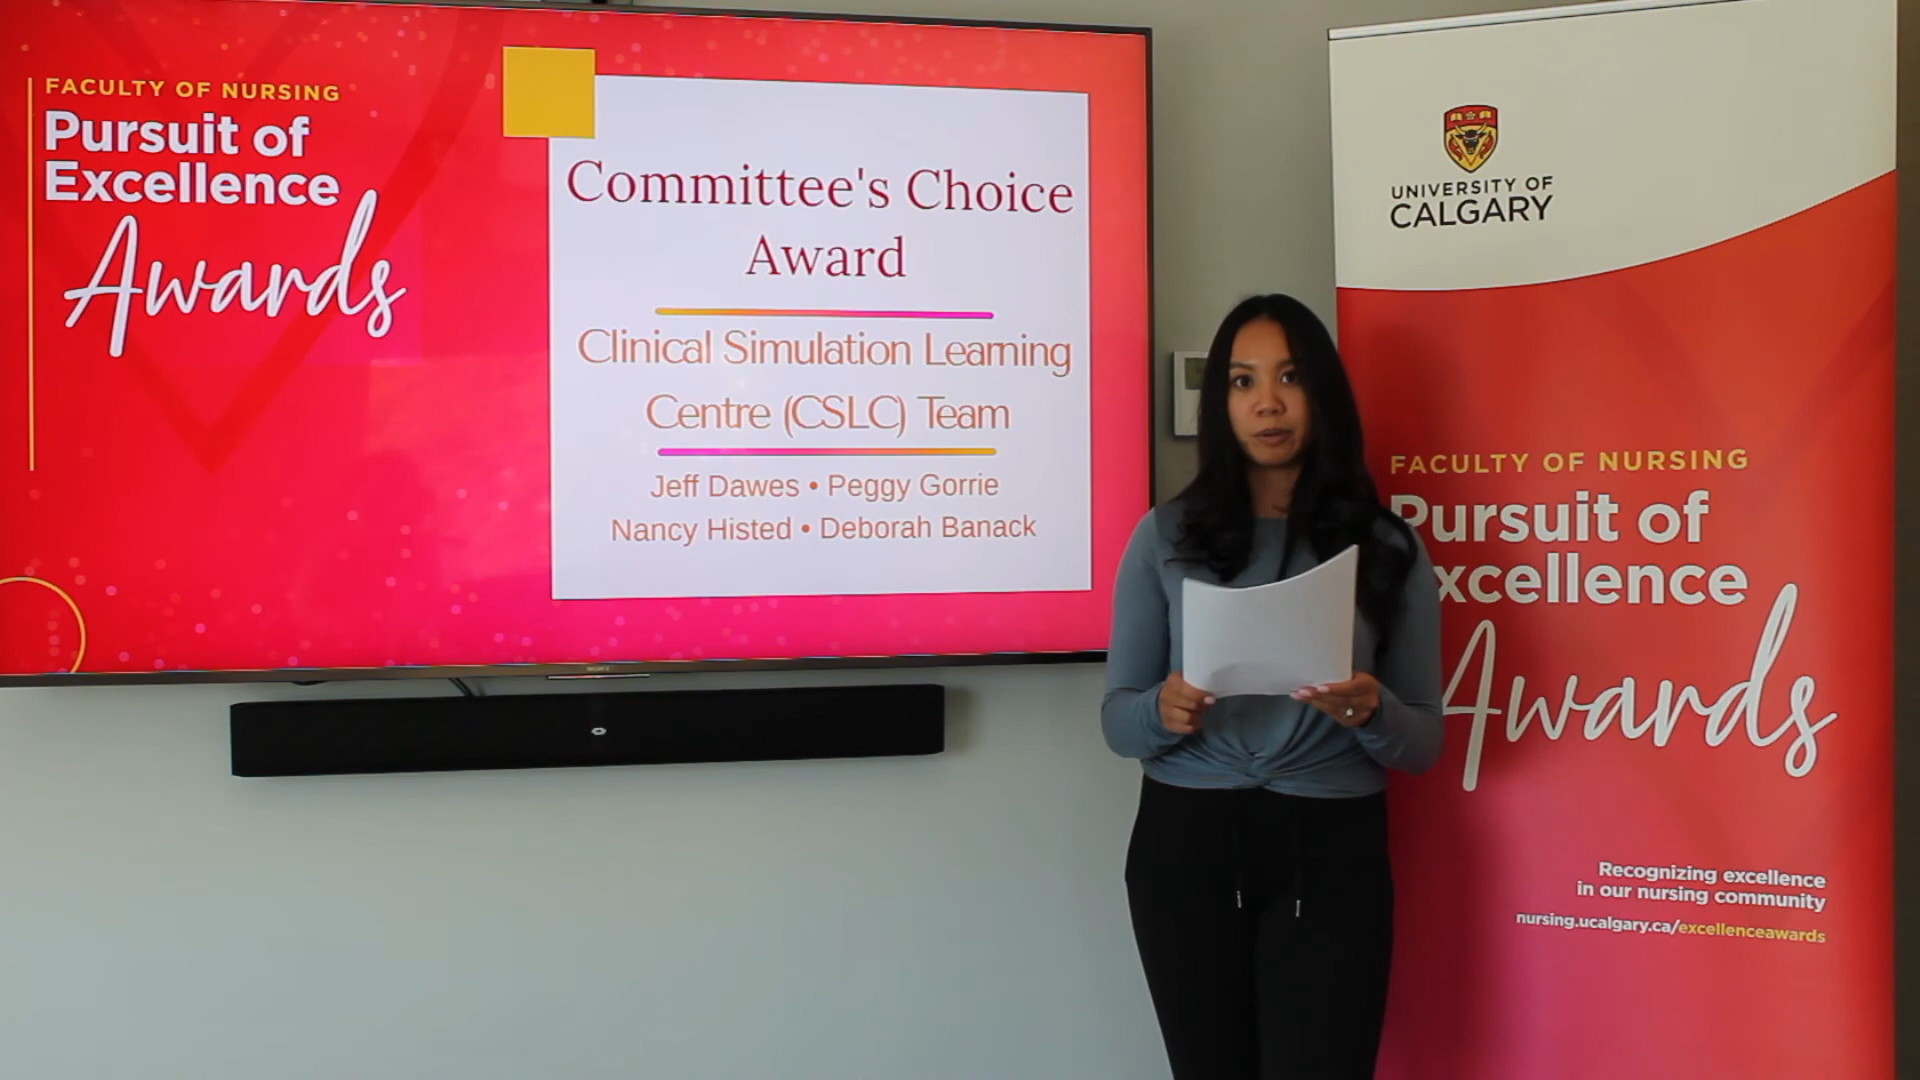 FACULTY OF NURSING
Pursuit of
Excellence
Awards
Committee's Choice
Award
Clinical Simulation Learning
Centre (CSLC) Team
Jeff Dawes • Peggy Gorrie
Nancy Histed • Deborah Banack
UNIVERSITY OF
CALGARY
FACULTY OF NURSING
Pursuit of
xcellence
Awards
Recognizing excellence
in our nursing community
nursing.ucalgary.ca/excellenceawards